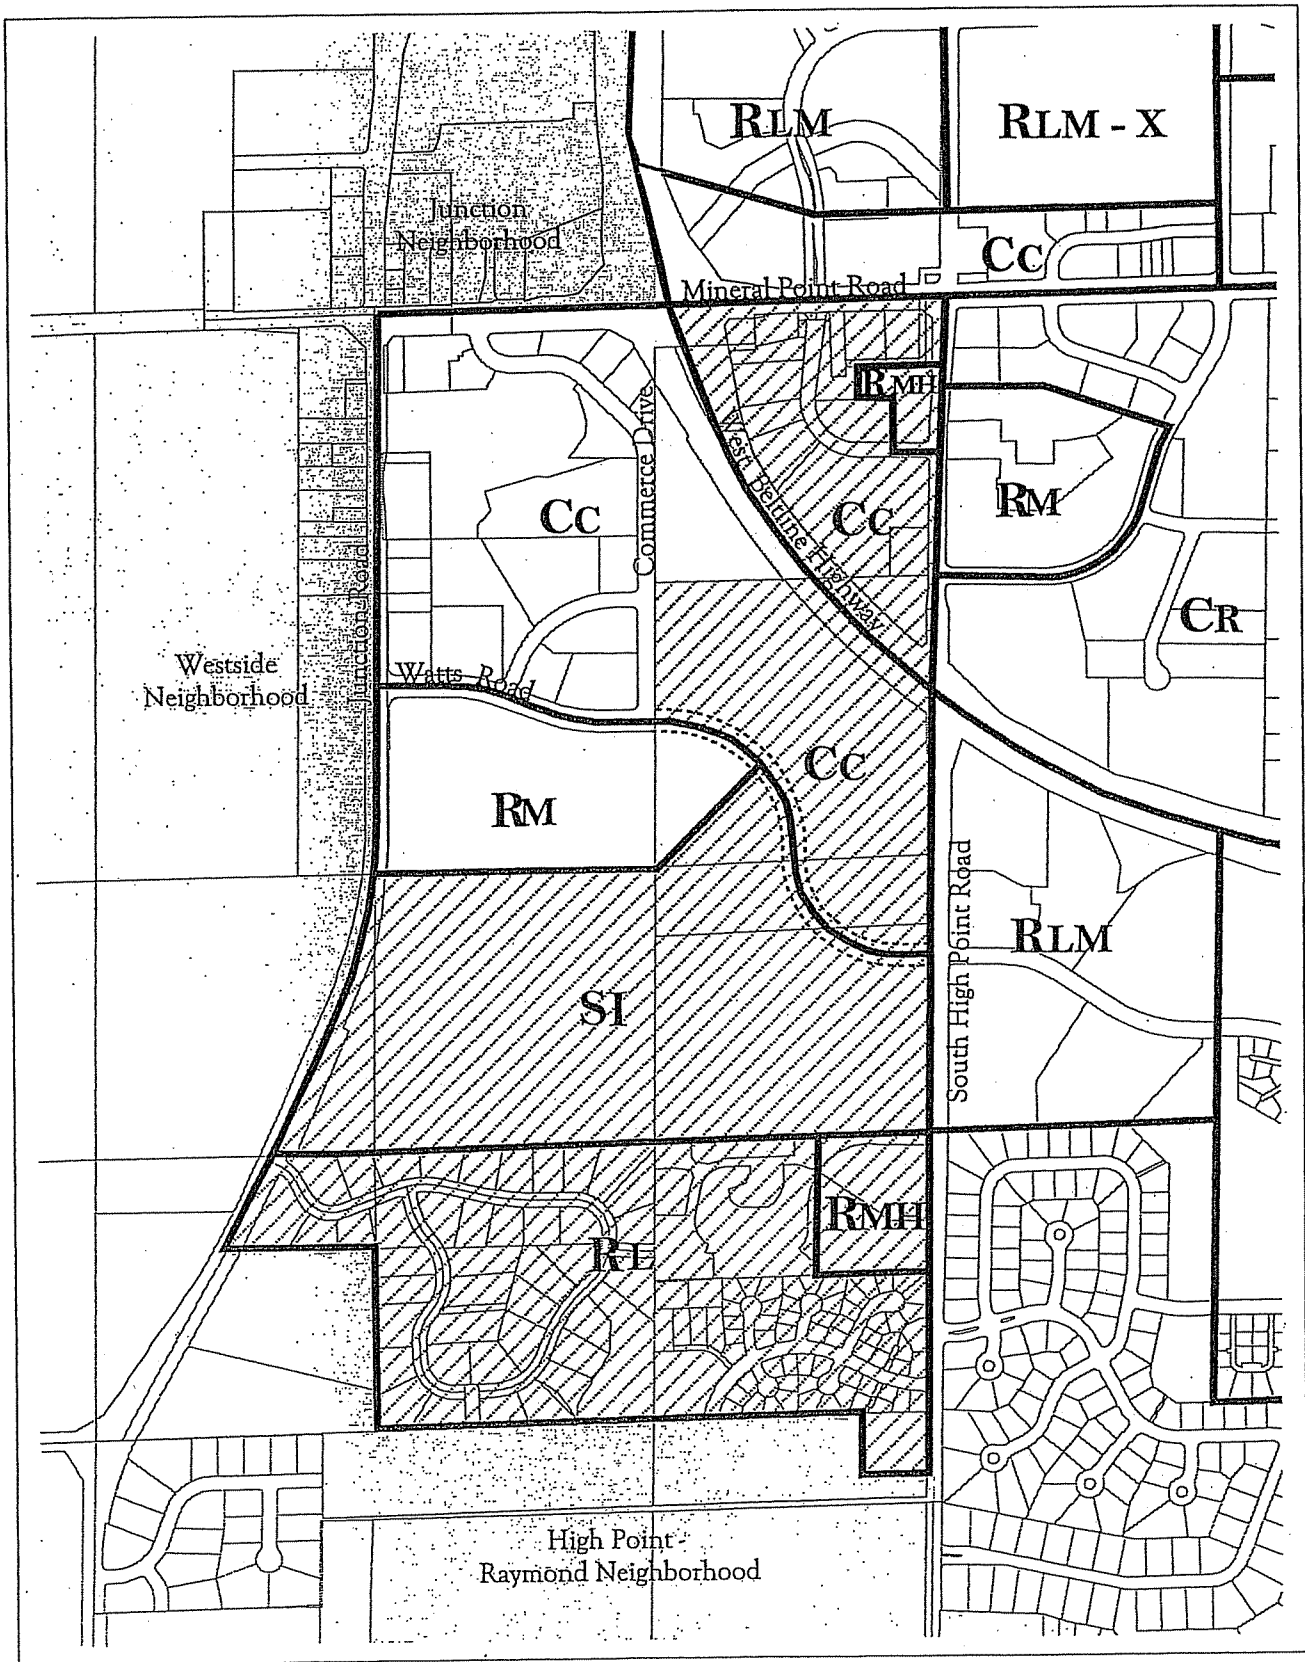 RLM
RLM - X
Junction
Neighborhood
CC
Mineral Point Road
RMH
Commerce Drive
West Beltline Highway
CC
CC
RM
Junction Road
CR
Westside
Neighborhood
Watts Road
CC
RM
South High Point Road
RLM
SI
RMH
RL
High Point-
Raymond Neighborhood